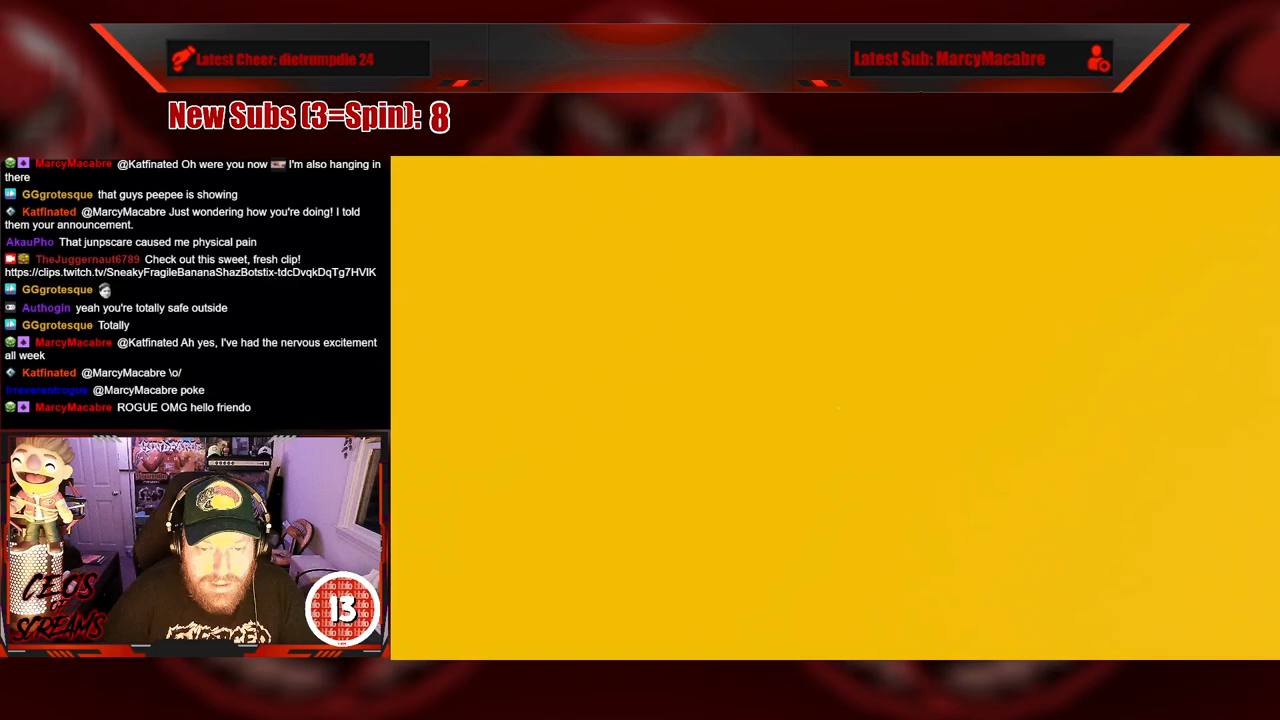 Latest Cheer: dietrumpdie 24
Latest Sub: MarcyMacabre
New Subs (3=Spin): 8
MarcyMacabre @Katfinated Oh were you now I'm also hanging in
there
GGgrotesque that guys peepee is showing
Katfinated @MarcyMacabre Just wondering how you're doing! I told
them your announcement.
AkauPho That junpscare caused me physical pain
TheJuggernaut6789 Check out this sweet, fresh clip!
https://clips.twitch.tv/SneakyFragileBananaShazBotstix-tdcDvqkDqTg7HVIK
GGgrotesque
Authogin yeah you're totally safe outside
GGgrotesque Totally
MarcyMacabre @Katfinated Ah yes, I've had the nervous excitement
all week
Katfinated @MarcyMacabre \o/
Irreverentrogue @MarcyMacabre poke
MarcyMacabre ROGUE OMG hello friendo
CEO'S
OF
SCREAMS
13